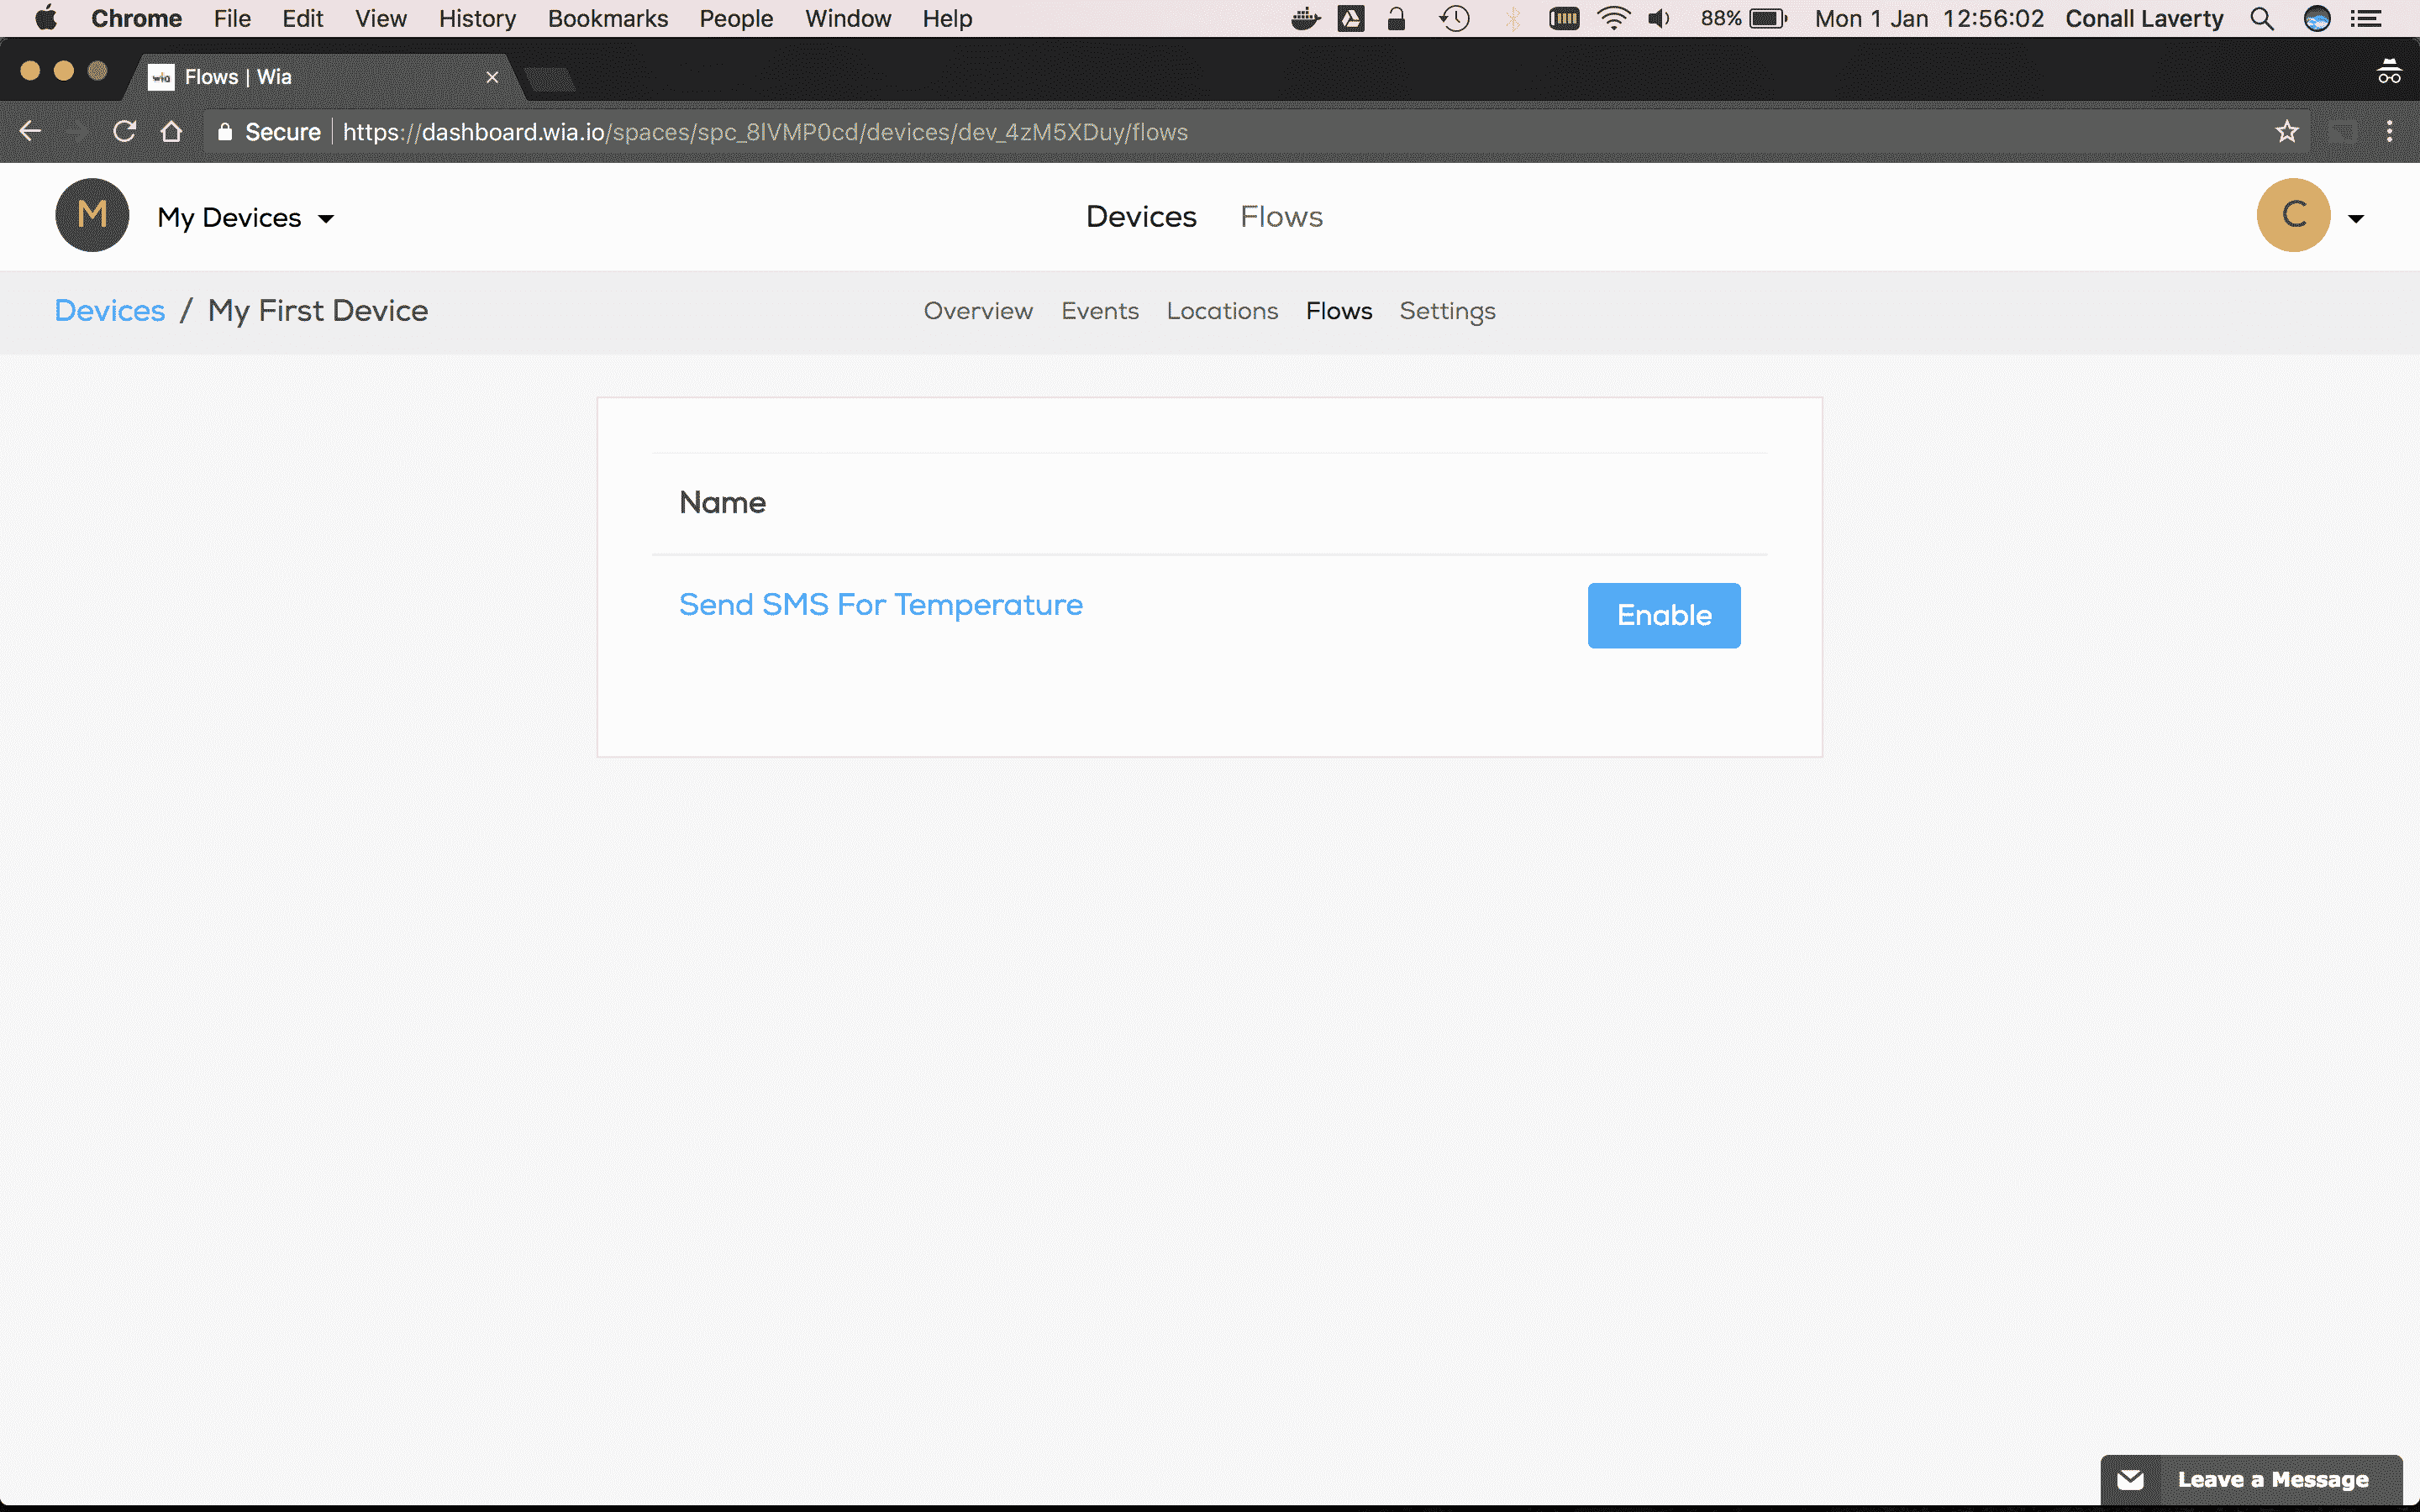 Chrome File Edit View History Bookmarks People Window Help 88% Mon 1 Jan 12:56:02 Conall Laverty
wia Flows | Wia
Secure https://dashboard.wia.io/spaces/spc_8lVMP0cd/devices/dev_4zM5XDuy/flows
M My Devices Devices Flows C
Devices / My First Device Overview Events Locations Flows Settings
Name
Send SMS For Temperature Enable
Leave a Message